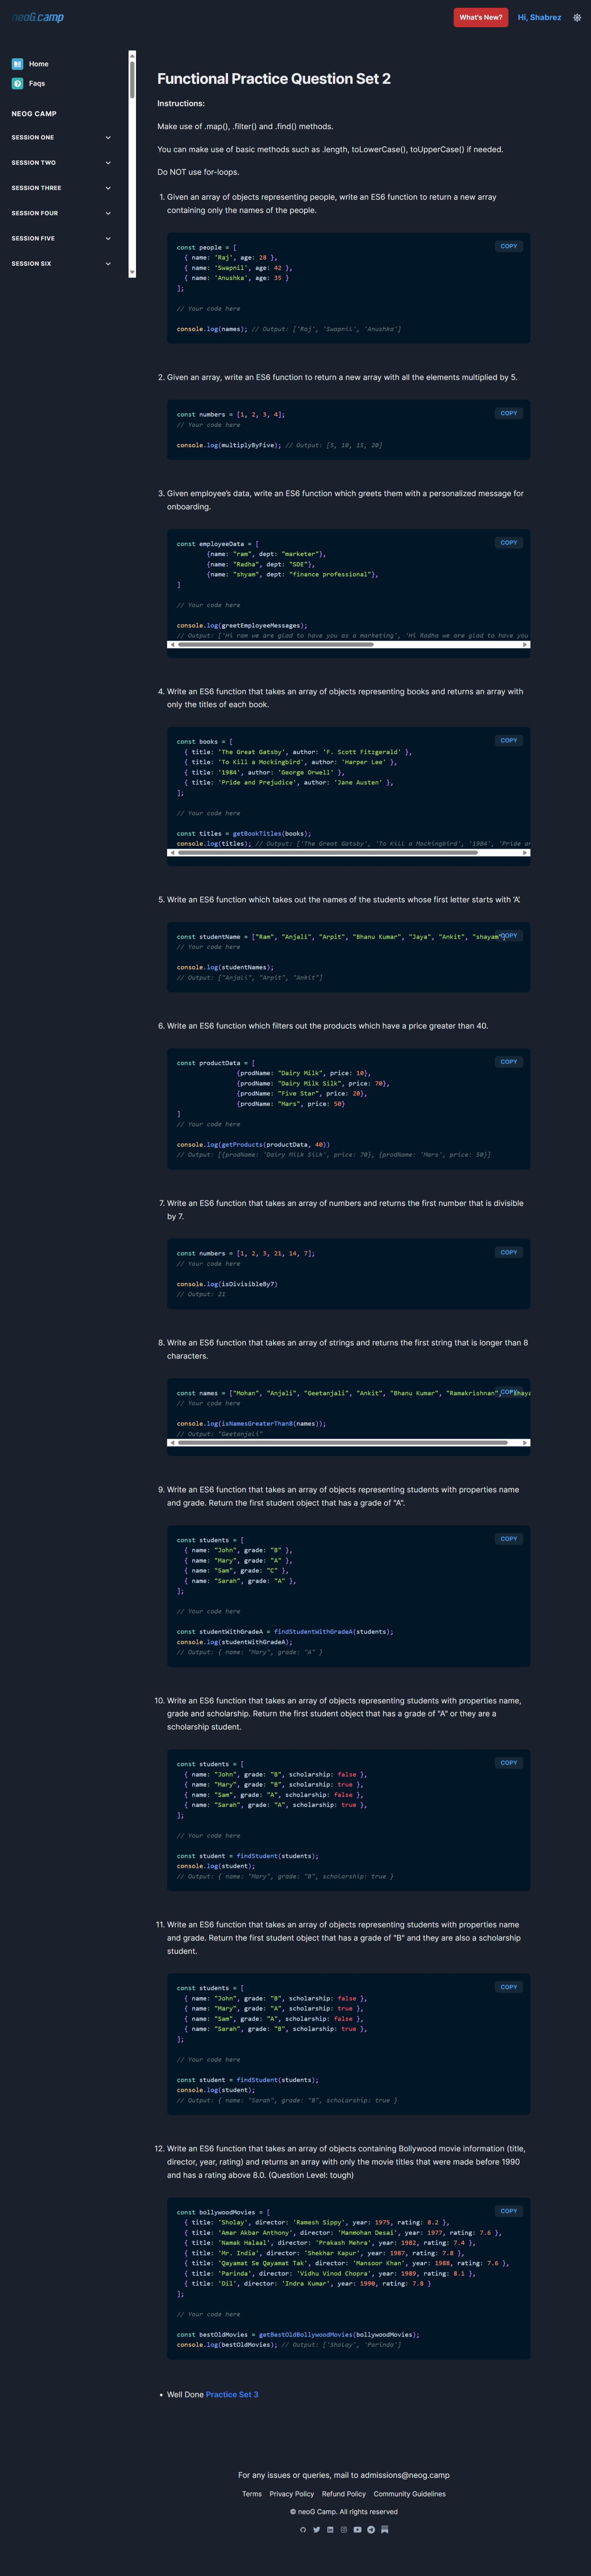 neoG.camp
What's New?
Hi, Shabrez
Home
Faqs
NEOG CAMP
SESSION ONE
SESSION TWO
SESSION THREE
SESSION FOUR
SESSION FIVE
SESSION SIX
Functional Practice Question Set 2
Instructions:
Make use of .map(), .filter() and .find() methods.
You can make use of basic methods such as .length, toLowerCase(), toUpperCase() if needed.
Do NOT use for-loops.
1. Given an array of objects representing people, write an ES6 function to return a new array
containing only the names of the people.
COPY
const people = [
{ name: 'Raj', age: 28 },
{ name: 'Swapnil', age: 42 },
{ name: 'Anushka', age: 35 }
];
// Your code here
console.log(names); // Output: ['Raj', 'Swapnil', 'Anushka']
2. Given an array, write an ES6 function to return a new array with all the elements multiplied by 5.
COPY
const numbers = [1, 2, 3, 4];
// Your code here
console.log(multiplyByFive); // Output: [5, 10, 15, 20]
3. Given employee's data, write an ES6 function which greets them with a personalized message for
onboarding.
COPY
const employeeData = [
{name: "ram", dept: "marketer"},
{name: "Radha", dept: "SDE"},
{name: "shyam", dept: "finance professional"},
]
// Your code here
console.log(greetEmployeeMessages);
// Output: ['Hi ram we are glad to have you as a marketing', 'Hi Radha we are glad to have you
4. Write an ES6 function that takes an array of objects representing books and returns an array with
only the titles of each book.
COPY
const books = [
{ title: 'The Great Gatsby', author: 'F. Scott Fitzgerald' },
{ title: 'To Kill a Mockingbird', author: 'Harper Lee' },
{ title: '1984', author: 'George Orwell' },
{ title: 'Pride and Prejudice', author: 'Jane Austen' },
];
// Your code here
const titles = getBookTitles(books);
console.log(titles); // Output: ['The Great Gatsby', 'To Kill a Mockingbird', '1984', 'Pride an
5. Write an ES6 function which takes out the names of the students whose first letter starts with 'A'
COPY
const studentName = ["Ram", "Anjali", "Arpit", "Bhanu Kumar", "Jaya", "Ankit", "shayam"]
// Your code here
console.log(studentNames);
// Output: ["Anjali", "Arpit", "Ankit"]
6. Write an ES6 function which filters out the products which have a price greater than 40.
COPY
const productData = [
{prodName: "Dairy Milk", price: 10},
{prodName: "Dairy Milk Silk", price: 70},
{prodName: "Five Star", price: 20},
{prodName: "Mars", price: 50}
]
// Your code here
console.log(getProducts(productData, 40))
// Output: [{prodName: 'Dairy Milk Silk', price: 70}, {prodName: 'Mars', price: 50}]
7. Write an ES6 function that takes an array of numbers and returns the first number that is divisible
by 7.
COPY
const numbers = [1, 2, 3, 21, 14, 7];
// Your code here
console.log(isDivisibleBy7)
// Output: 21
8. Write an ES6 function that takes an array of strings and returns the first string that is longer than 8
characters.
COPY
const names = ["Mohan", "Anjali", "Geetanjali", "Ankit", "Bhanu Kumar", "Ramakrishnan", "Shaya
// Your code here
console.log(isNamesGreaterThan8(names));
// Output: "Geetanjali"
9. Write an ES6 function that takes an array of objects representing students with properties name
and grade. Return the first student object that has a grade of "A".
COPY
const students = [
{ name: "John", grade: "B" },
{ name: "Mary", grade: "A" },
{ name: "Sam", grade: "C" },
{ name: "Sarah", grade: "A" },
];
// Your code here
const studentWithGradeA = findStudentWithGradeA(students);
console.log(studentWithGradeA);
// Output: { name: "Mary", grade: "A" }
10. Write an ES6 function that takes an array of objects representing students with properties name,
grade and scholarship. Return the first student object that has a grade of "A" or they are a
scholarship student.
COPY
const students = [
{ name: "John", grade: "B", scholarship: false },
{ name: "Mary", grade: "B", scholarship: true },
{ name: "Sam", grade: "A", scholarship: false },
{ name: "Sarah", grade: "A", scholarship: true },
];
// Your code here
const student = findStudent(students);
console.log(student);
// Output: { name: "Mary", grade: "B", scholarship: true }
11. Write an ES6 function that takes an array of objects representing students with properties name
and grade. Return the first student object that has a grade of "B" and they are also a scholarship
student.
COPY
const students = [
{ name: "John", grade: "B", scholarship: false },
{ name: "Mary", grade: "A", scholarship: true },
{ name: "Sam", grade: "A", scholarship: false },
{ name: "Sarah", grade: "B", scholarship: true },
];
// Your code here
const student = findStudent(students);
console.log(student);
// Output: { name: "Sarah", grade: "B", scholarship: true }
12. Write an ES6 function that takes an array of objects containing Bollywood movie information (title,
director, year, rating) and returns an array with only the movie titles that were made before 1990
and has a rating above 8.0. (Question Level: tough)
COPY
const bollywoodMovies = [
{ title: 'Sholay', director: 'Ramesh Sippy', year: 1975, rating: 8.2 },
{ title: 'Amar Akbar Anthony', director: 'Manmohan Desai', year: 1977, rating: 7.6 },
{ title: 'Namak Halaal', director: 'Prakash Mehra', year: 1982, rating: 7.4 },
{ title: 'Mr. India', director: 'Shekhar Kapur', year: 1987, rating: 7.8 },
{ title: 'Qayamat Se Qayamat Tak', director: 'Mansoor Khan', year: 1988, rating: 7.6 },
{ title: 'Parinda', director: 'Vidhu Vinod Chopra', year: 1989, rating: 8.1 },
{ title: 'Dil', director: 'Indra Kumar', year: 1990, rating: 7.8 }
];
// Your code here
const bestOldMovies = getBestOldBollywoodMovies(bollywoodMovies);
console.log(bestOldMovies); // Output: ['Sholay', 'Parinda']
• Well Done Practice Set 3
For any issues or queries, mail to admissions@neog.camp
Terms Privacy Policy Refund Policy Community Guidelines
© neoG Camp. All rights reserved